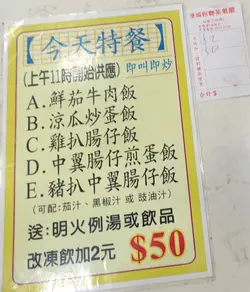 【今天特餐】
(上午11時開始供應) 即叫即炒
A. 鮮茄牛肉飯
B. 涼瓜炒蛋飯
C. 雞扒腸仔飯
D. 中翼腸仔煎蛋飯
E. 豬扒中翼腸仔飯
(可配:茄汁、黑椒汁 或 豉油汁)
送:明火例湯或飲品
改凍飲加2元 $50